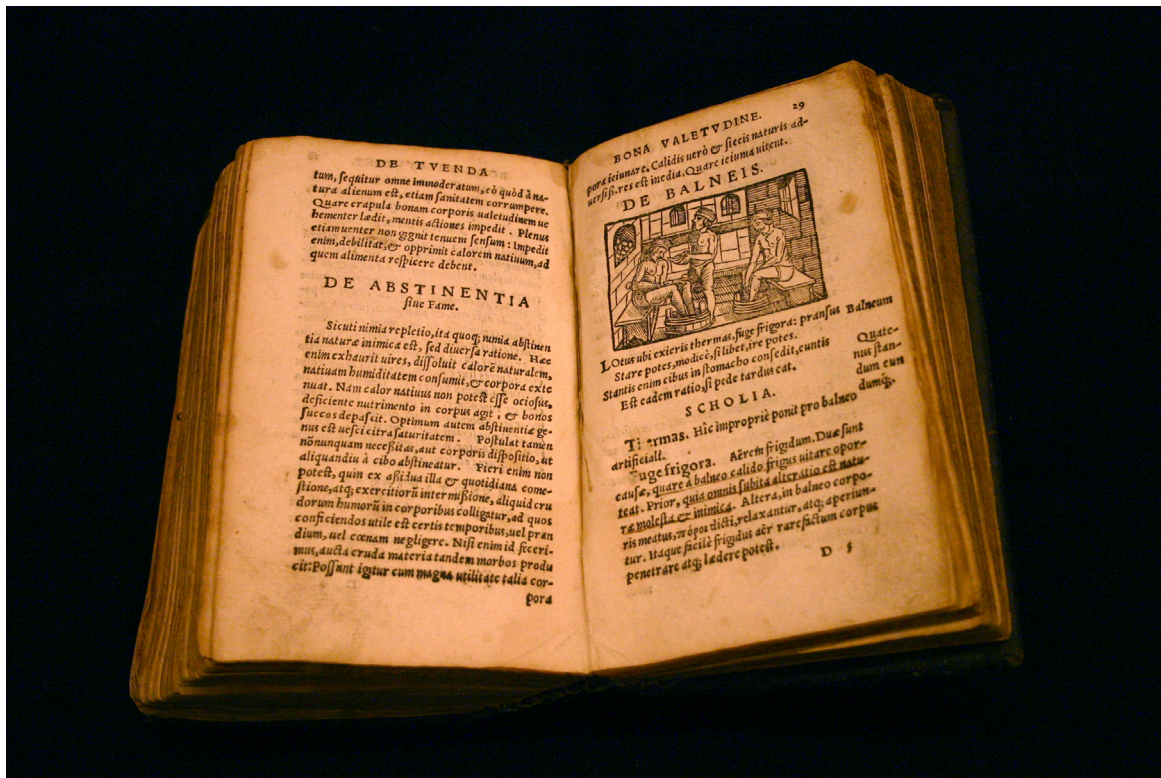 DE TVENDA
tum, sequitur omne immoderatum, eò quòd à na-
tura alienum est, etiam sanitatem corrumpere.
Quare crapula bonam corporis ualetudinem ue
hementer lædit, mentis actiones impedit. Plenus
etiam uenter non gignit tenuem sensum: Impedit
enim, debilitat, & opprimit calorem natiuum, ad
quem alimenta respicere debent.
DE ABSTINENTIA
siue Fame.
Sicuti nimia repletio, ita quoq; nimia abstinen
tia naturæ inimica est, sed diuersa ratione. Hæc
enim exhaurit uires, dissoluit calorē naturalem,
natiuam humiditatem consumit, & corpora exte
nuat. Nam calor natiuus non potest esse ociosus,
deficiente nutrimento in corpus agit, & bonos
succos depascit. Optimum autem abstinentiæ ge-
nus est uesci citra saturitatem. Postulat tamen
nōnunquam necessitas, aut corporis dispositio, ut
aliquandiu à cibo abstineatur. Fieri enim non
potest, quin ex assidua illa & quotidiana come-
stione, atq; exercitiorū intermissione, aliquid cru
dorum humorū in corporibus colligatur, ad quos
conficiendos utile est certis temporibus, uel pran
dium, uel cœnam negligere. Nisi enim id feceri-
mus, aucta cruda materia tandem morbos produ
cit: Possunt igitur cum magna utilitate talia cor-
pora
BONA VALETVDINE. 29
pora ieiunare. Calidis uerò & siccis naturis ad-
uersiss. res est inedia. Quare ieiunia uitent.
DE BALNEIS.
LOtus ubi exieris thermas, fuge frigora: pransus Balneum
Stare potes, modicè, si libet, ire potes. Quate-
Stantis enim cibus in stomacho consedit, euntis nus stan-
Est eadem ratio, si pede tardus eat. dum eun
dumq;.
SCHOLIA.
Thermas. Hic impropriè ponit pro balneo
artificiali.
Fuge frigora. Aërem frigidum. Duæ sunt
causæ, quare à balneo calido frigus uitare opor-
teat. Prior, quia omnis subita alteratio est natu-
ræ molesta & inimica. Altera, in balneo corpo-
ris meatus, πόροι dicti, relaxantur, atq; aperiun-
tur. Itaque facilè frigidus aër rarefactum corpus
penetrare atq; lædere potest.
D 5